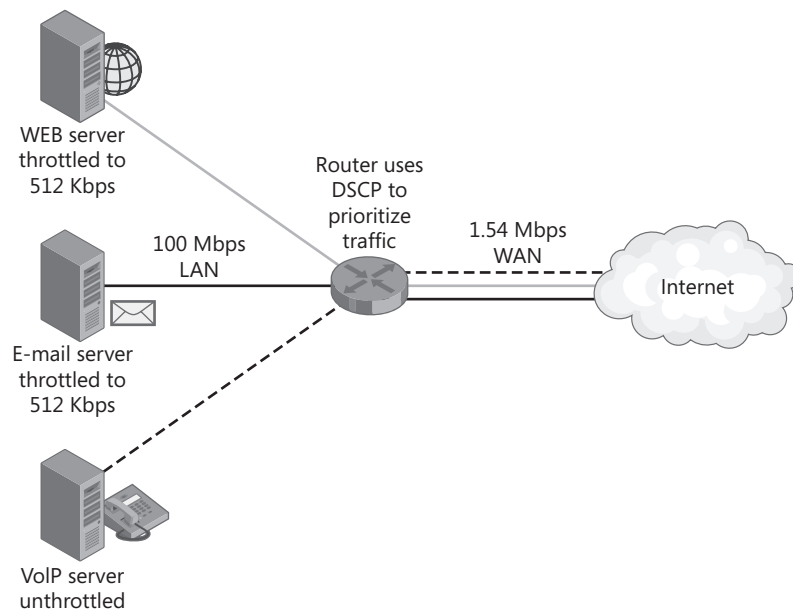 WEB server
throttled to
512 Kbps
Router uses
DSCP to
prioritize
traffic
100 Mbps
LAN
1.54 Mbps
WAN
Internet
E-mail server
throttled to
512 Kbps
VoIP server
unthrottled